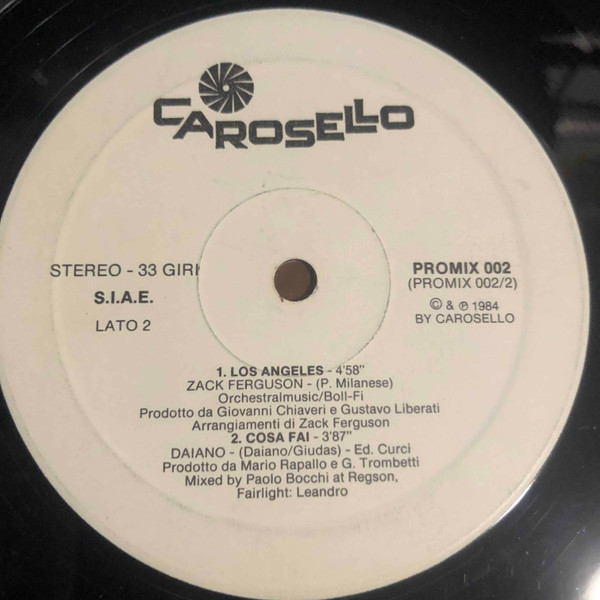 CAROSELLO
STEREO - 33 GIRI
S.I.A.E.
LATO 2
PROMIX 002
(PROMIX 002/2)
© & ℗ 1984
BY CAROSELLO
1. LOS ANGELES - 4'58"
ZACK FERGUSON - (P. Milanese)
Orchestralmusic/Boll-Fi
Prodotto da Giovanni Chiaveri e Gustavo Liberati
Arrangiamenti di Zack Ferguson
2. COSA FAI - 3'87"
DAIANO - (Daiano/Giudas) - Ed. Curci
Prodotto da Mario Rapallo e G. Trombetti
Mixed by Paolo Bocchi at Regson,
Fairlight: Leandro